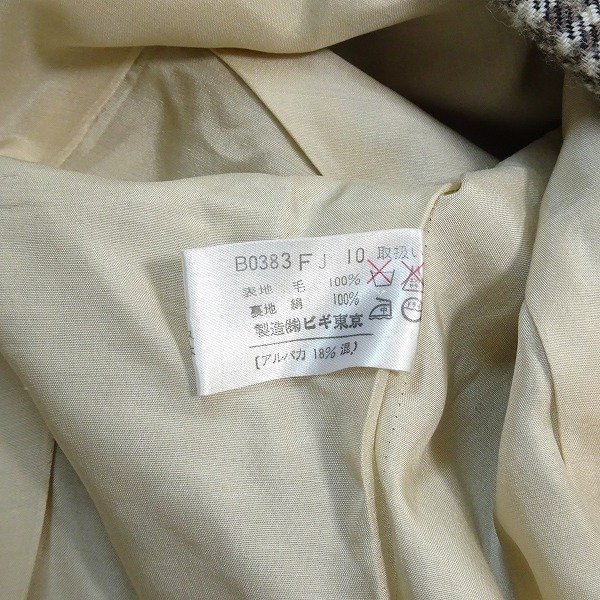 B0383 FJ 10 取扱い
表地 毛 100%
裏地 絹 100%
製造㈱ビギ東京
(アルパカ 18% 混)